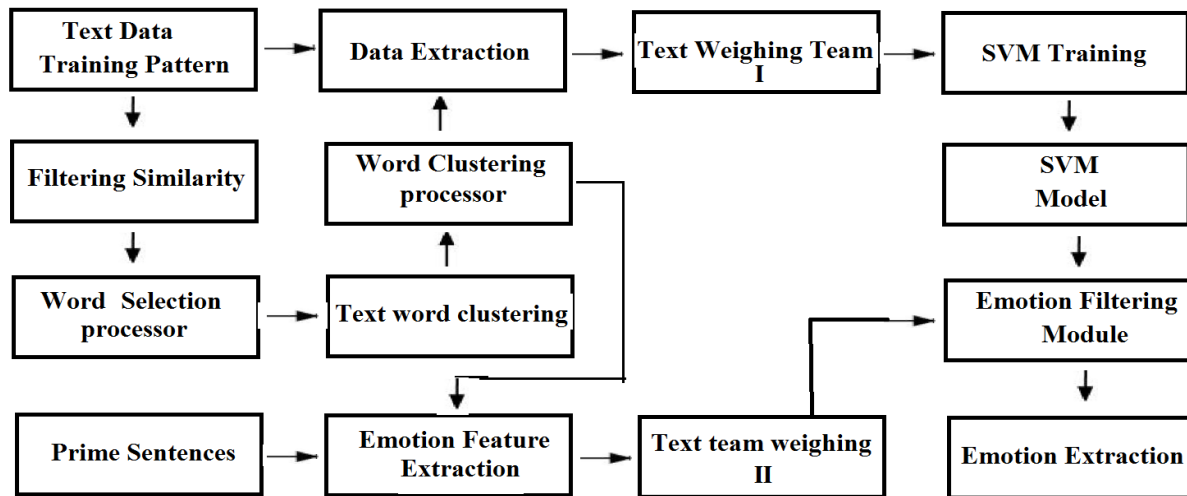 Text Data
Training Pattern
Data Extraction
Text Weighing Team
I
SVM Training
Filtering Similarity
Word Clustering
processor
SVM
Model
Word Selection
processor
Text word clustering
Emotion Filtering
Module
Prime Sentences
Emotion Feature
Extraction
Text team weighing
II
Emotion Extraction